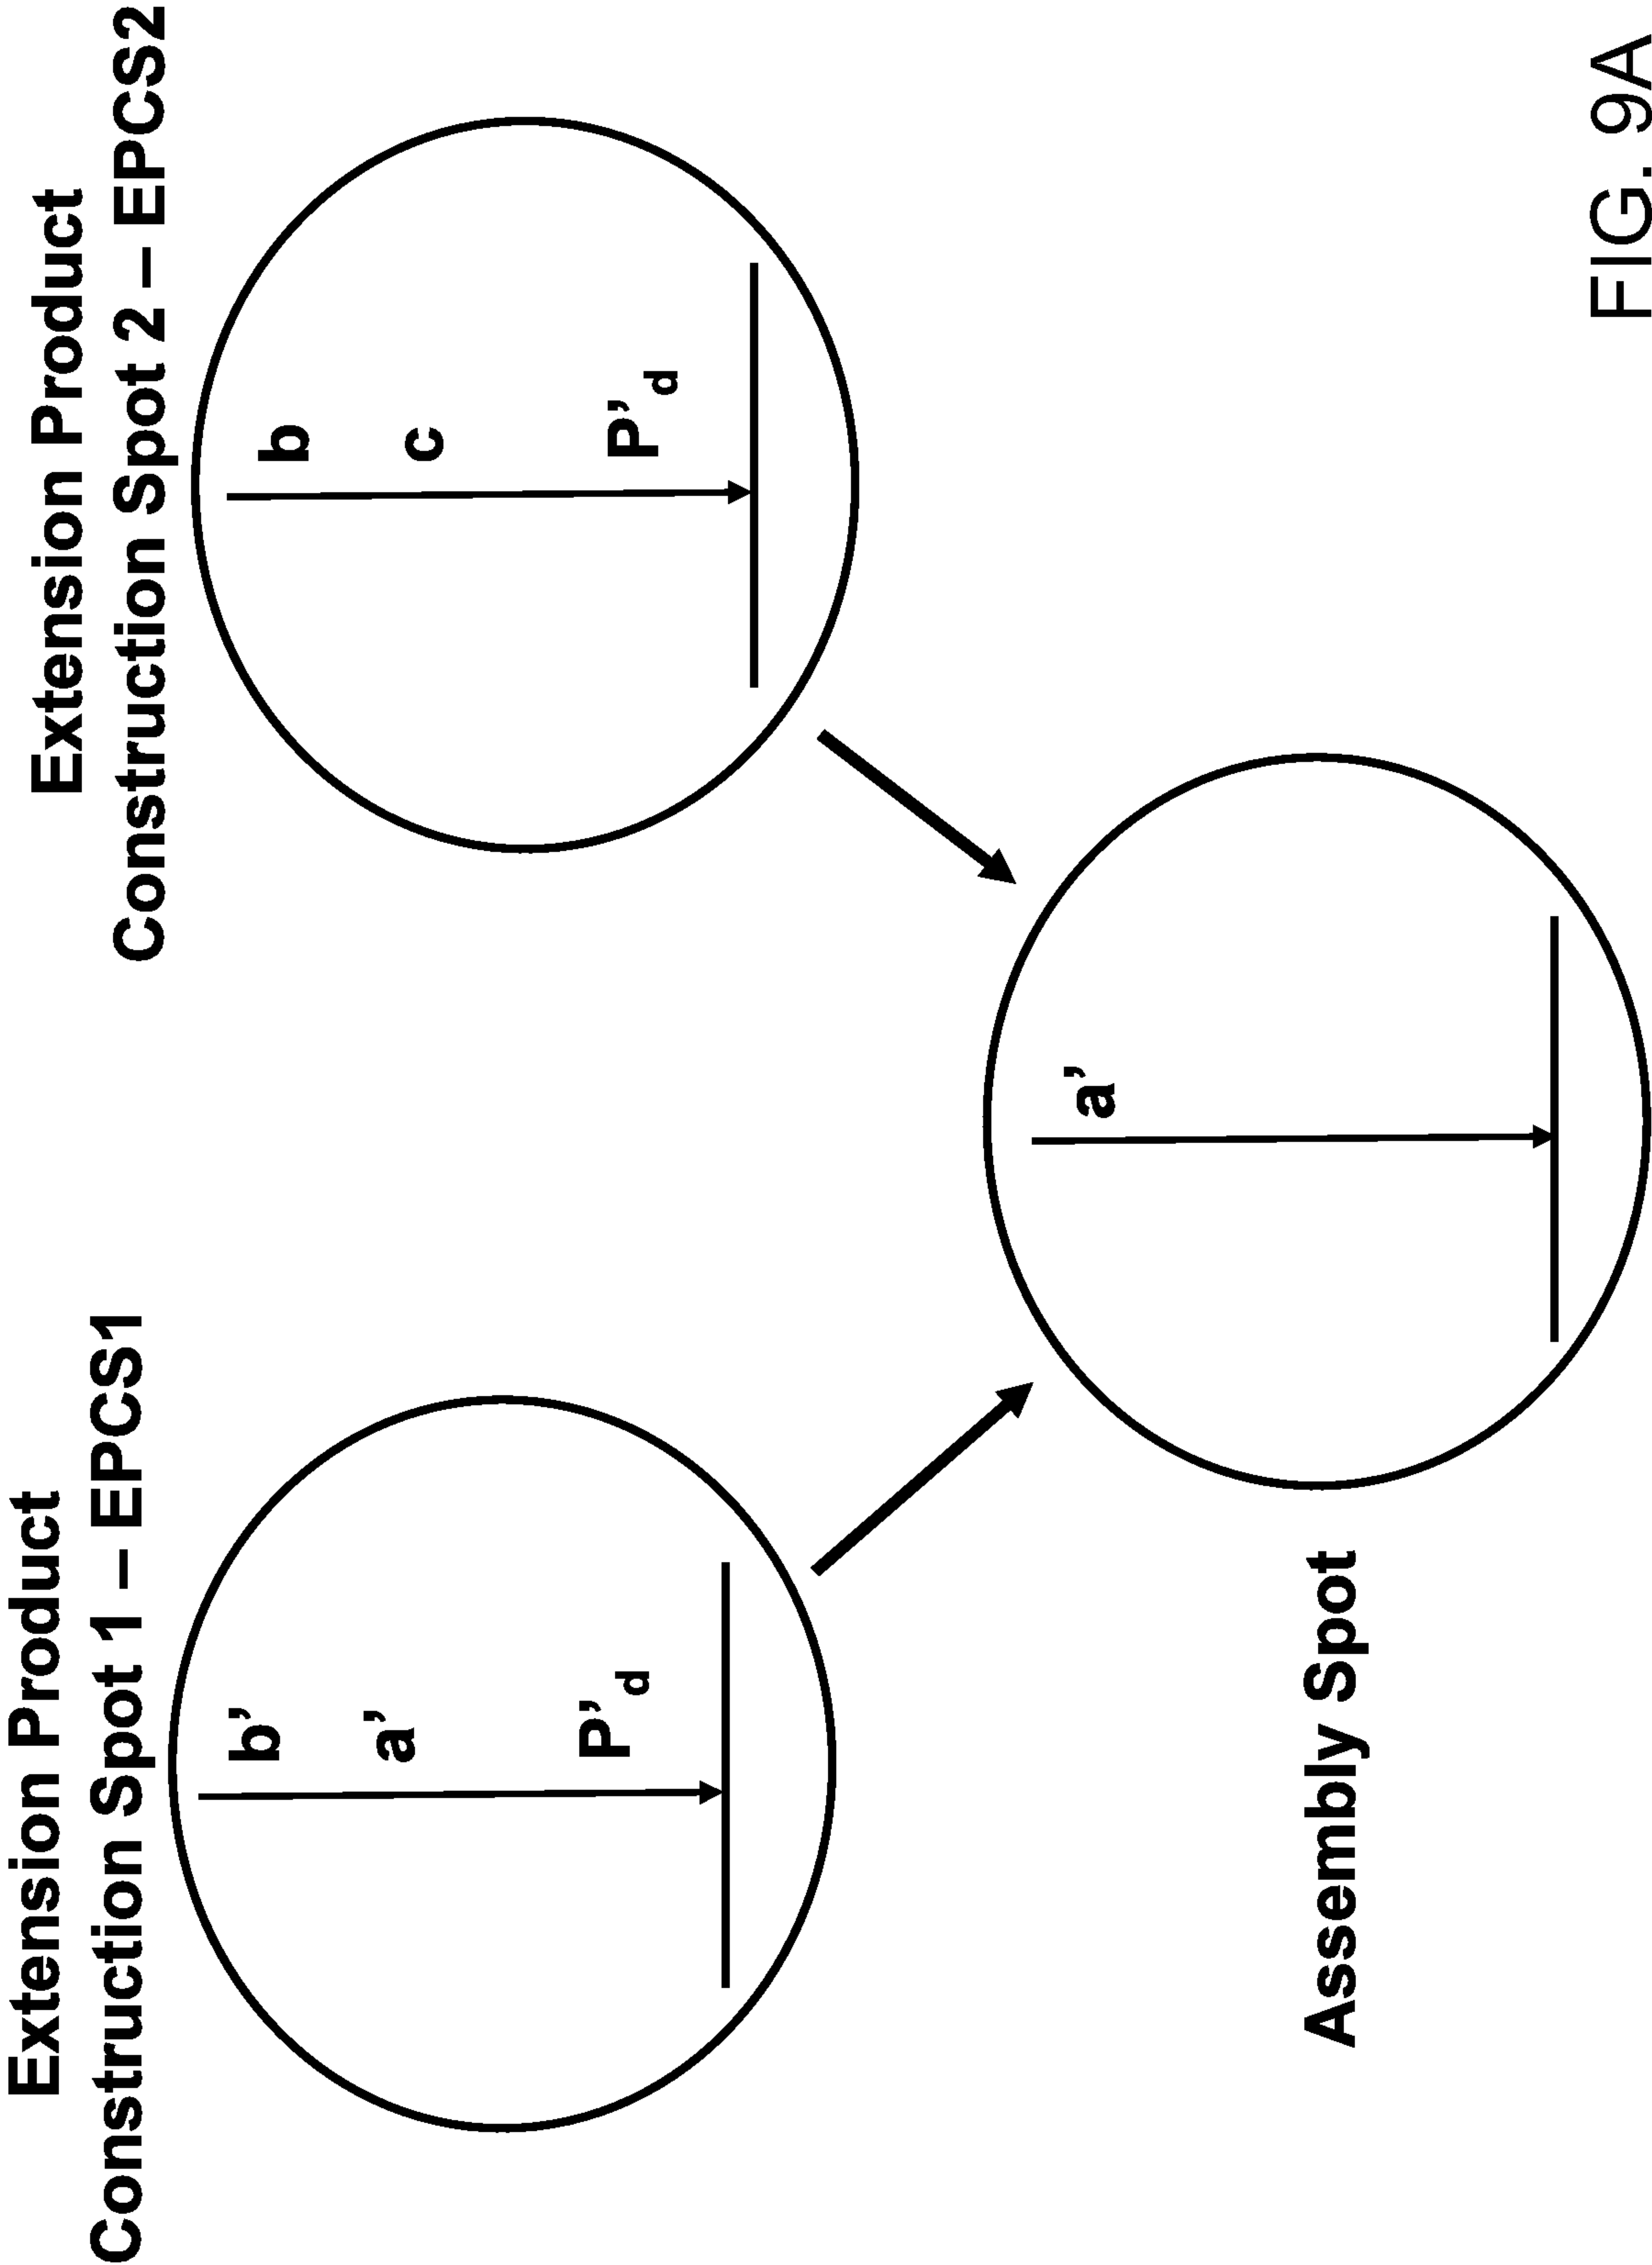 Extension Product
Construction Spot 1 – EPCS1
b’
a’
P’d
Extension Product
Construction Spot 2 – EPCS2
b
c
P’d
Assembly Spot
a’
FIG. 9A